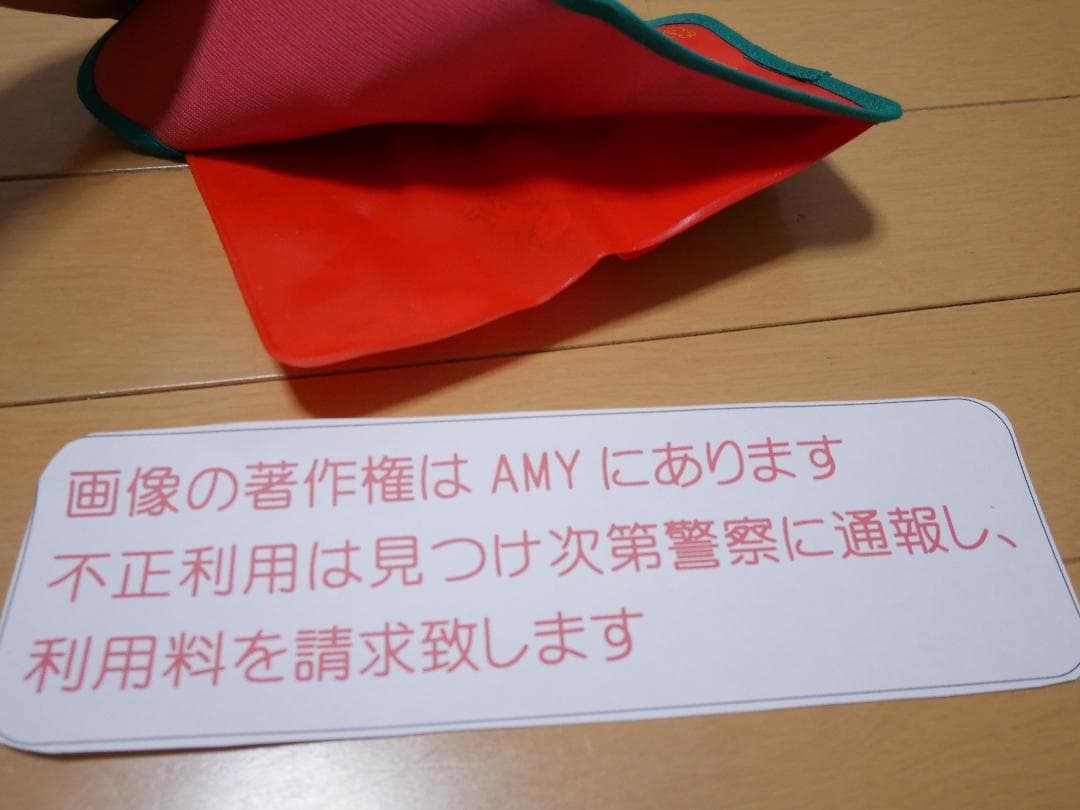 画像の著作権は AMY にあります
不正利用は見つけ次第警察に通報し、
利用料を請求致します